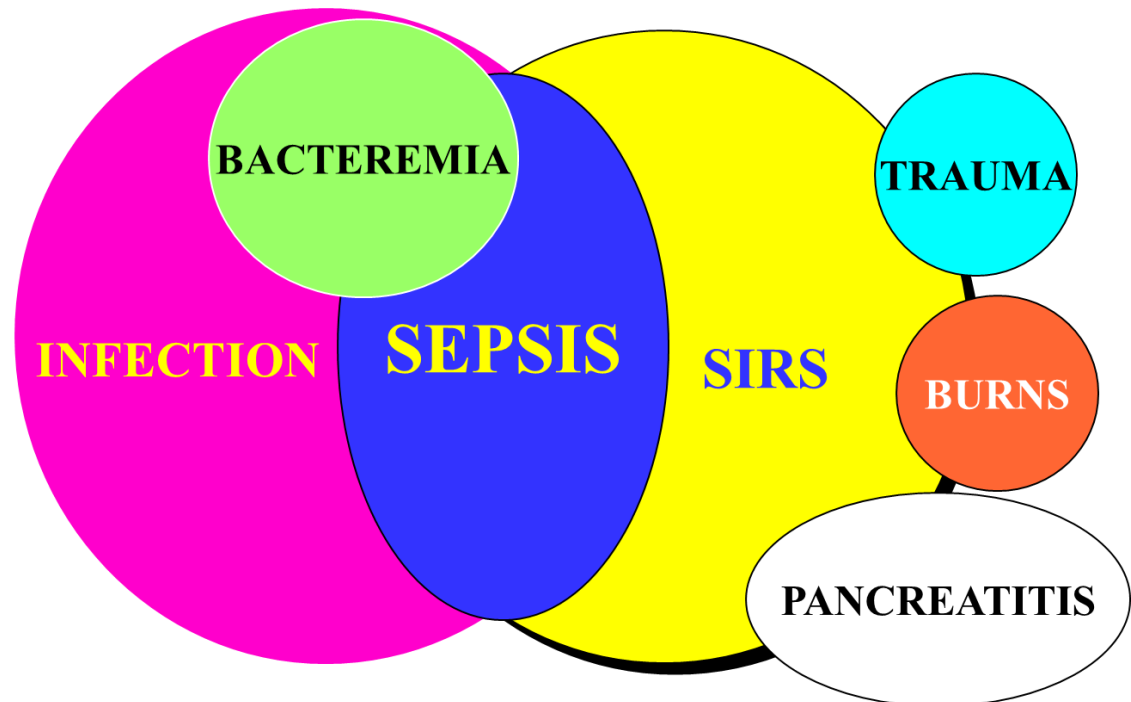 BACTEREMIA
TRAUMA
INFECTION
SEPSIS
SIRS
BURNS
PANCREATITIS